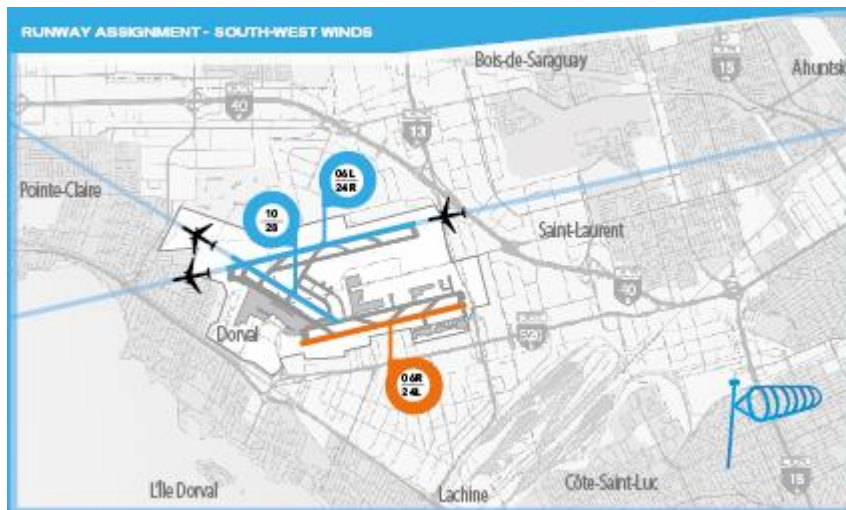 RUNWAY ASSIGNMENT - SOUTH-WEST WINDS
Bois-de-Saraguay
15
Ahuntsi
40
13
Pointe-Claire
06L
24R
10
28
Saint-Laurent
40
Dorval
520
06R
24L
L'Île Dorval
Lachine
Côte-Saint-Luc
15